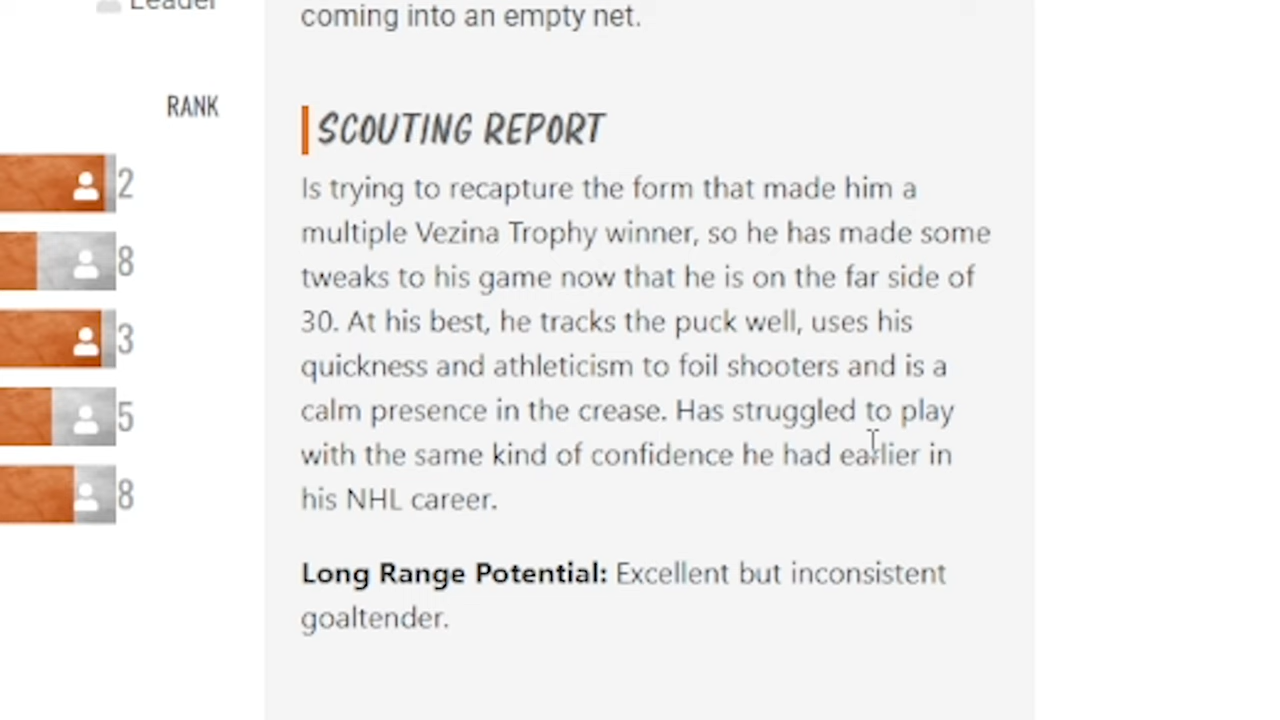 Leader
coming into an empty net.
RANK
2
8
3
5
8
SCOUTING REPORT
Is trying to recapture the form that made him a
multiple Vezina Trophy winner, so he has made some
tweaks to his game now that he is on the far side of
30. At his best, he tracks the puck well, uses his
quickness and athleticism to foil shooters and is a
calm presence in the crease. Has struggled to play
with the same kind of confidence he had earlier in
his NHL career.
Long Range Potential: Excellent but inconsistent
goaltender.